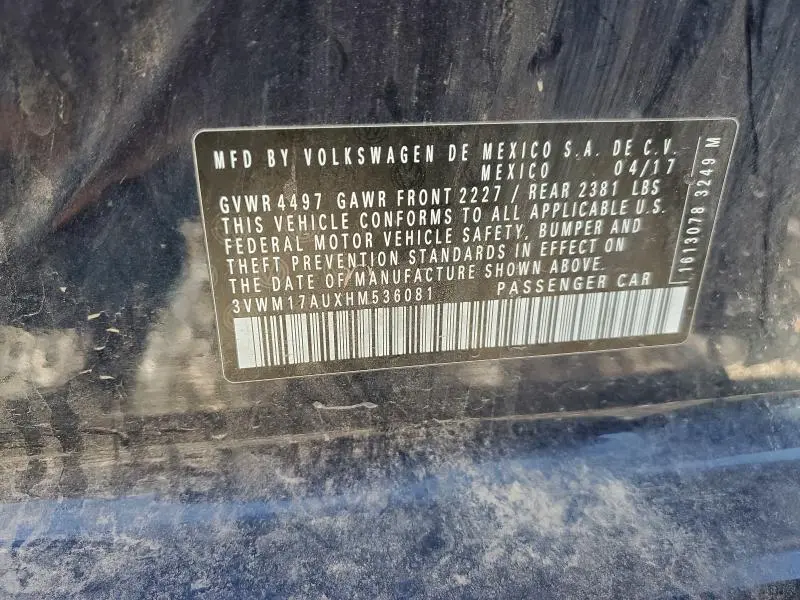 MFD BY VOLKSWAGEN DE MEXICO S.A. DE C.V.
MEXICO 04/17
GVWR 4497 GAWR FRONT 2227 / REAR 2381 LBS
THIS VEHICLE CONFORMS TO ALL APPLICABLE U.S.
FEDERAL MOTOR VEHICLE SAFETY, BUMPER AND
THEFT PREVENTION STANDARDS IN EFFECT ON
THE DATE OF MANUFACTURE SHOWN ABOVE.
3VWM17AUXHM536081 PASSENGER CAR
1613078 3249 M